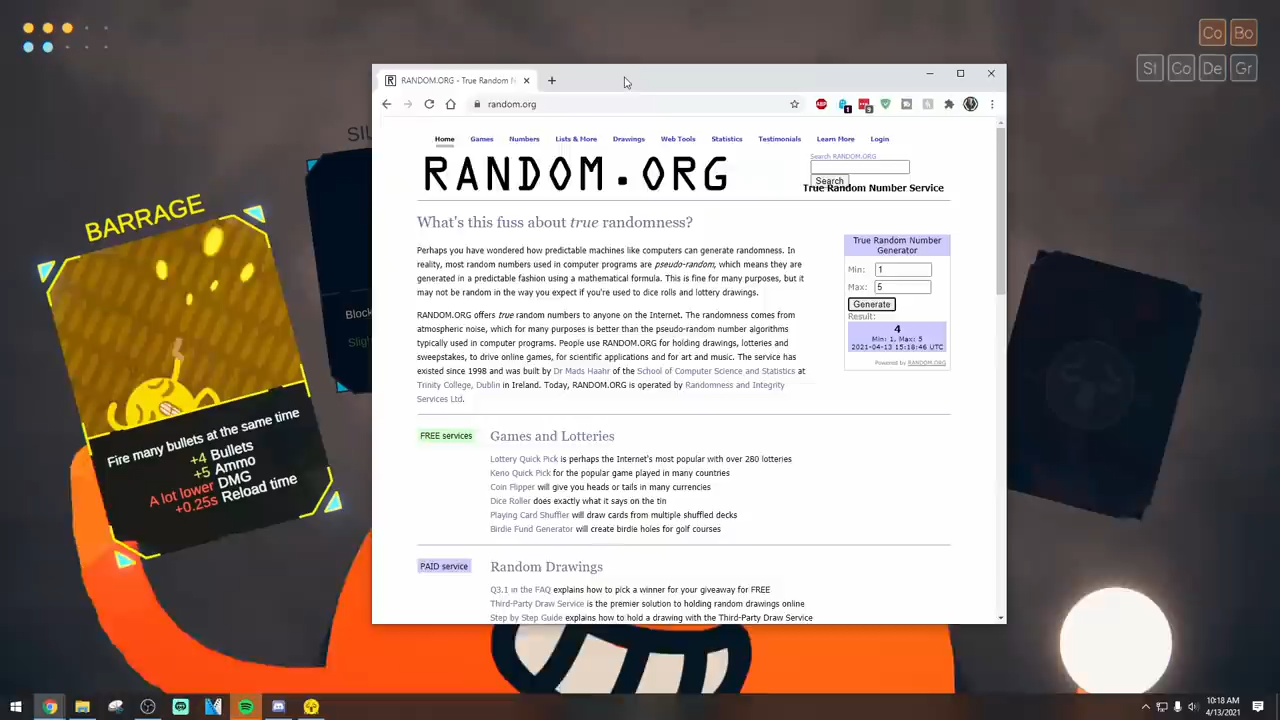 Co Bo
St Co De Gr
RANDOM.ORG - True Random N
random.org
Home Games Numbers Lists & More Drawings Web Tools Statistics Testimonials Learn More Login
RANDOM.ORG
Search RANDOM.ORG
Search
True Random Number Service
What's this fuss about true randomness?
Perhaps you have wondered how predictable machines like computers can generate randomness. In
reality, most random numbers used in computer programs are pseudo-random, which means they are
generated in a predictable fashion using a mathematical formula. This is fine for many purposes, but it
may not be random in the way you expect if you're used to dice rolls and lottery drawings.
RANDOM.ORG offers true random numbers to anyone on the Internet. The randomness comes from
atmospheric noise, which for many purposes is better than the pseudo-random number algorithms
typically used in computer programs. People use RANDOM.ORG for holding drawings, lotteries and
sweepstakes, to drive online games, for scientific applications and for art and music. The service has
existed since 1998 and was built by Dr Mads Haahr of the School of Computer Science and Statistics at
Trinity College, Dublin in Ireland. Today, RANDOM.ORG is operated by Randomness and Integrity
Services Ltd.
True Random Number
Generator
Min: 1
Max: 5
Generate
Result:
4
Min: 1, Max: 5
2021-04-13 15:18:46 UTC
Powered by RANDOM.ORG
FREE services
Games and Lotteries
Lottery Quick Pick is perhaps the Internet's most popular with over 280 lotteries
Keno Quick Pick for the popular game played in many countries
Coin Flipper will give you heads or tails in many currencies
Dice Roller does exactly what it says on the tin
Playing Card Shuffler will draw cards from multiple shuffled decks
Birdie Fund Generator will create birdie holes for golf courses
PAID service
Random Drawings
Q3.1 in the FAQ explains how to pick a winner for your giveaway for FREE
Third-Party Draw Service is the premier solution to holding random drawings online
Step by Step Guide explains how to hold a drawing with the Third-Party Draw Service
BARRAGE
Fire many bullets at the same time
+4 Bullets
+5 Ammo
A lot lower DMG
+0.25s Reload time
SIL
Block
Sligh
10:18 AM
4/13/2021